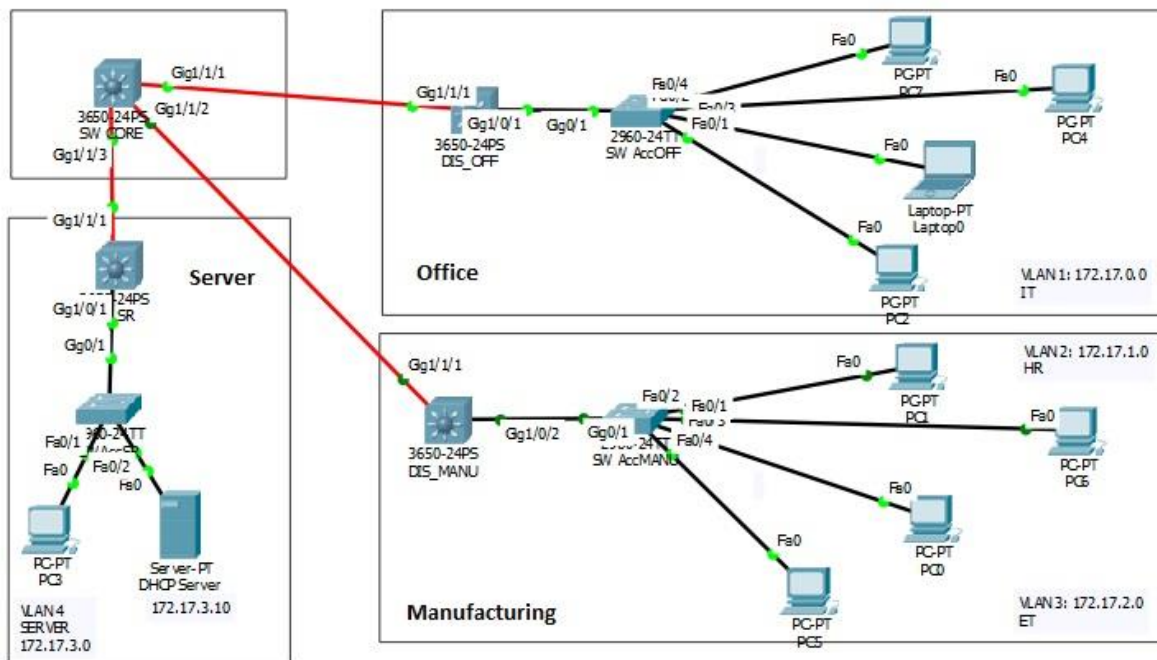 Gig1/1/1
Gig1/1/2
3650-24PS
SW CORE
Gig1/1/3
Gig1/1/1
3650-24PS
DIS_OFF
Gig1/0/1
Gg0/1
2960-24TT
SW AccOFF
Fa0/4
Fa0/3
Fa0/1
Fa0
PC-PT
PC7
Fa0
PC-PT
PC4
Fa0
Laptop-PT
Laptop0
Fa0
PC-PT
PC2
Office
VLAN 1: 172.17.0.0
IT
Gig1/1/1
Server
SR
Gig1/0/1
Gg0/1
Fa0/1
Fa0/2
Fa0
Fa0
PC-PT
PC3
Server-PT
DHCP Server
172.17.3.10
VLAN 4
SERVER
172.17.3.0
Gig1/1/1
3650-24PS
DIS_MANU
Gig1/0/2
Gg0/1
SW AccMANU
Fa0/2
Fa0/1
Fa0/3
Fa0/4
Fa0
PC-PT
PC1
VLAN 2: 172.17.1.0
HR
Fa0
PC-PT
PC6
Fa0
PC-PT
PC0
Fa0
PC-PT
PC5
Manufacturing
VLAN 3: 172.17.2.0
ET